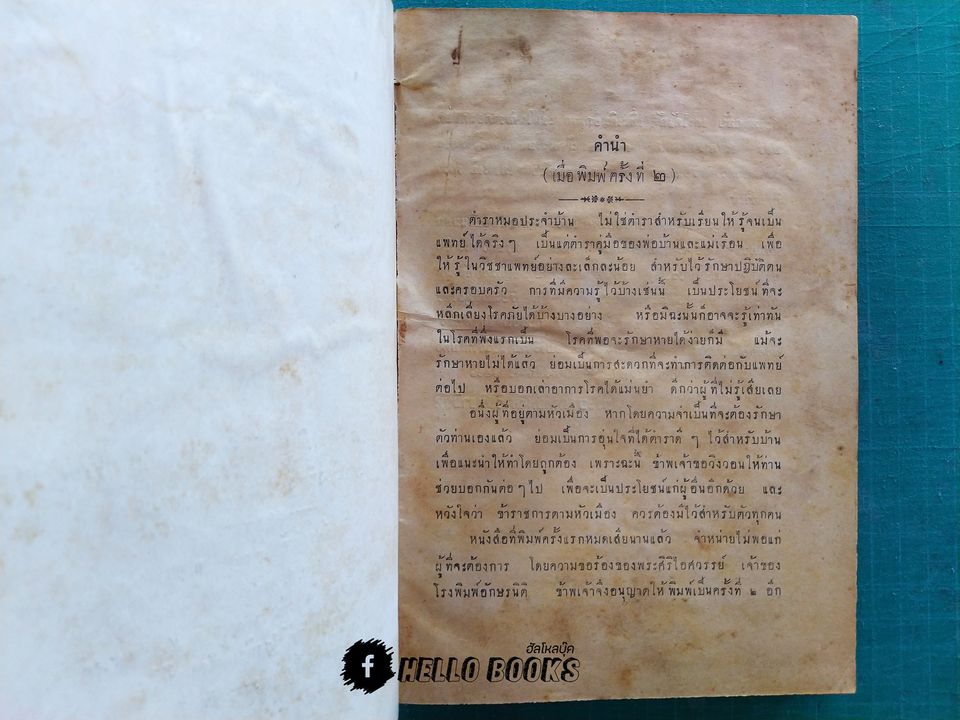 คำนำ
(เมื่อพิมพ์ครั้งที่ ๒)
ตำราหมอประจำบ้าน ไม่ใช่ตำราสำหรับเรียนให้รู้จนเป็น
แพทย์ได้จริงๆ เป็นแต่ตำราคู่มือของพ่อบ้านและแม่เรือน เพื่อ
ให้รู้ในวิชชาแพทย์อย่างละเล็กละน้อย สำหรับไว้รักษาปฏิบัติตน
และครอบครัว การที่มีความรู้ไว้บ้างเช่นนี้ เป็นประโยชน์ที่จะ
หลีกเลี่ยงโรคภัยได้บ้างบางอย่าง หรือมิฉะนั้นก็อาจจะรู้เท่าทัน
ในโรคที่พึ่งแรกเป็น โรคที่พอจะรักษาหายได้ง่ายก็มี แม้จะ
รักษาหายไม่ได้แล้ว ย่อมเป็นการสะดวกที่จะทำการติดต่อกับแพทย์
ต่อไป หรือบอกเล่าอาการโรคได้แม่นยำ ดีกว่าผู้ที่ไม่รู้เสียเลย
อนึ่งผู้ที่อยู่ตามหัวเมือง หากโดยความจำเป็นที่จะต้องรักษา
ตัวท่านเองแล้ว ย่อมเป็นการอุ่นใจที่ได้ตำราดีๆ ไว้สำหรับบ้าน
เพื่อแนะนำให้ทำโดยถูกต้อง เพราะฉะนี้ ข้าพเจ้าขอวิงวอนให้ท่าน
ช่วยบอกกันต่อๆไป เพื่อจะเป็นประโยชน์แก่ผู้อื่นอีกด้วย และ
หวังใจว่า ข้าราชการตามหัวเมือง ควรต้องมีไว้สำหรับตัวทุกคน
หนังสือที่พิมพ์ครั้งแรกหมดเสียนานแล้ว จำหน่ายไม่พอแก่
ผู้ที่จะต้องการ โดยความขอร้องของพระศิริไอศวรรย์ เจ้าของ
โรงพิมพ์อักษรนิติ ข้าพเจ้าจึงอนุญาตให้พิมพ์เป็นครั้งที่ ๒ อีก
ฮัลโหลบุ๊ค
f HELLO BOOKS